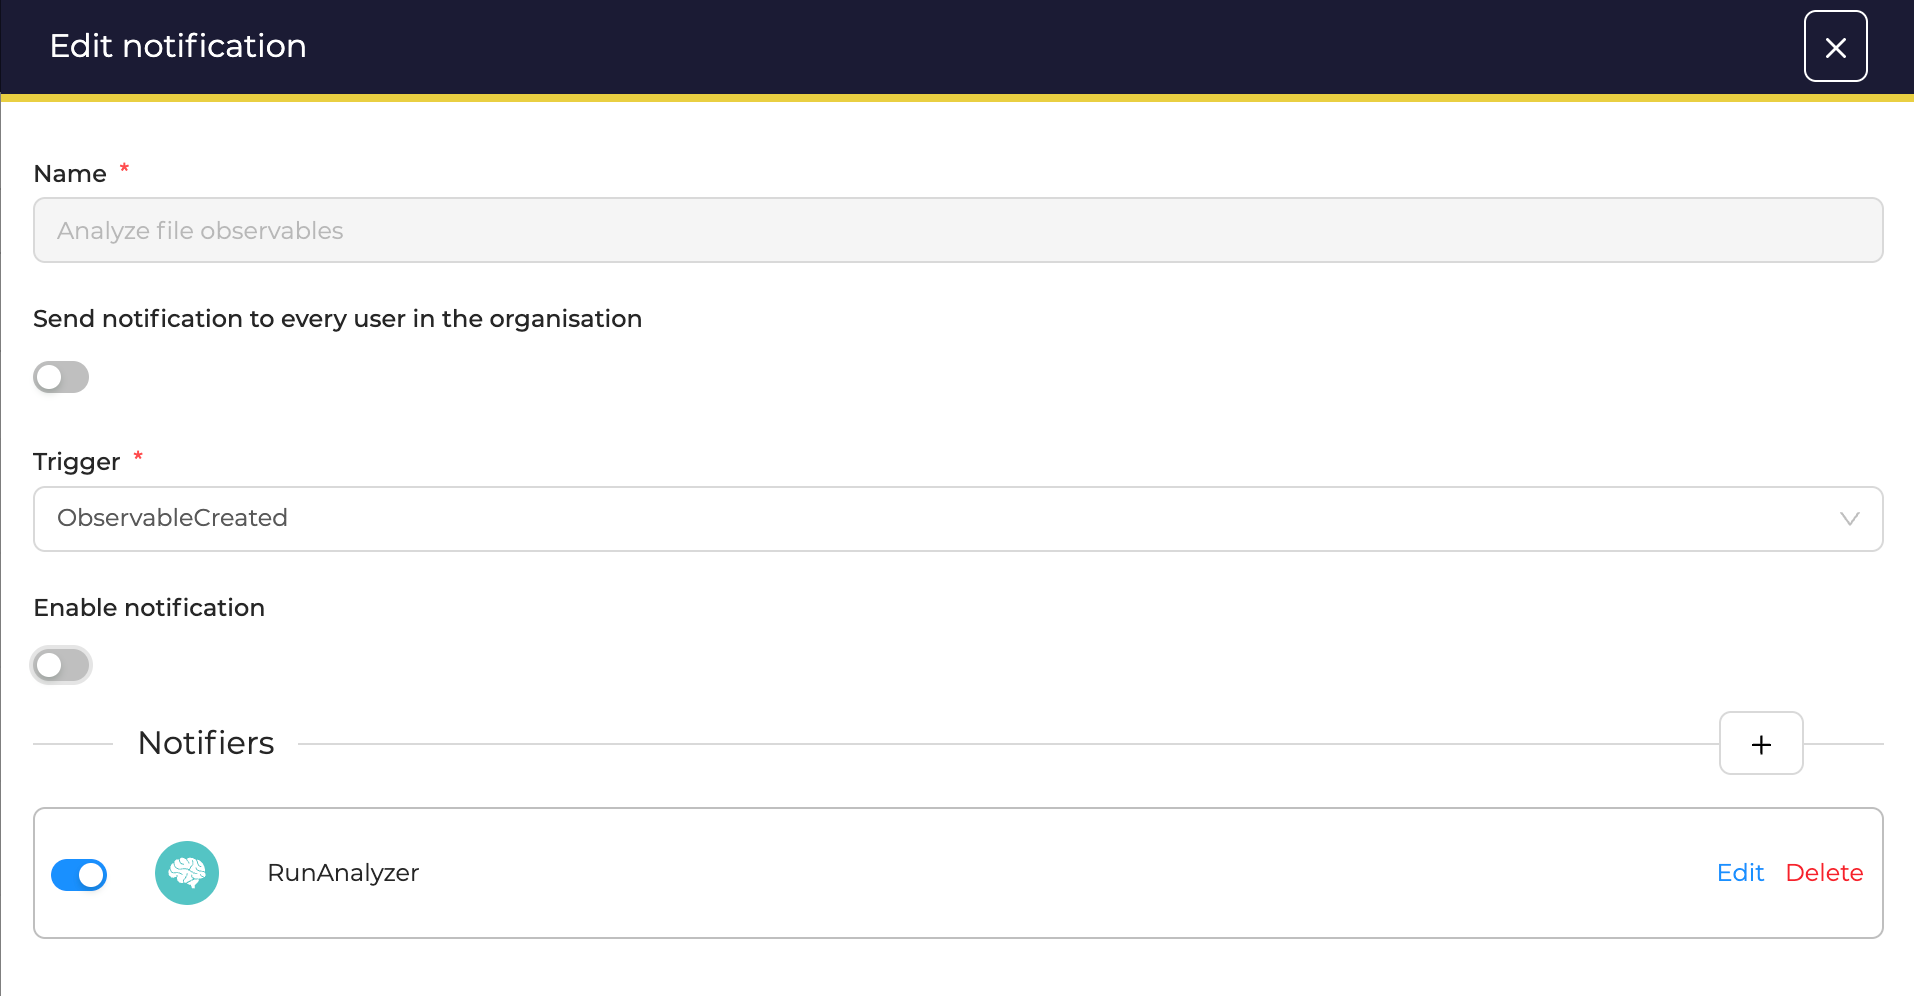 Edit notification
Name *
Analyze file observables
Send notification to every user in the organisation
Trigger *
ObservableCreated
Enable notification
Notifiers
RunAnalyzer Edit Delete